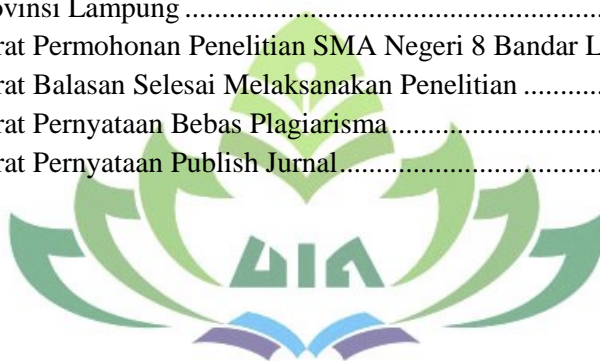 ovinsi Lampung ................................................
rat Permohonan Penelitian SMA Negeri 8 Bandar L
rat Balasan Selesai Melaksanakan Penelitian ..........
rat Pernyataan Bebas Plagiarisma................................
rat Pernyataan Publish Jurnal........................................
UIN